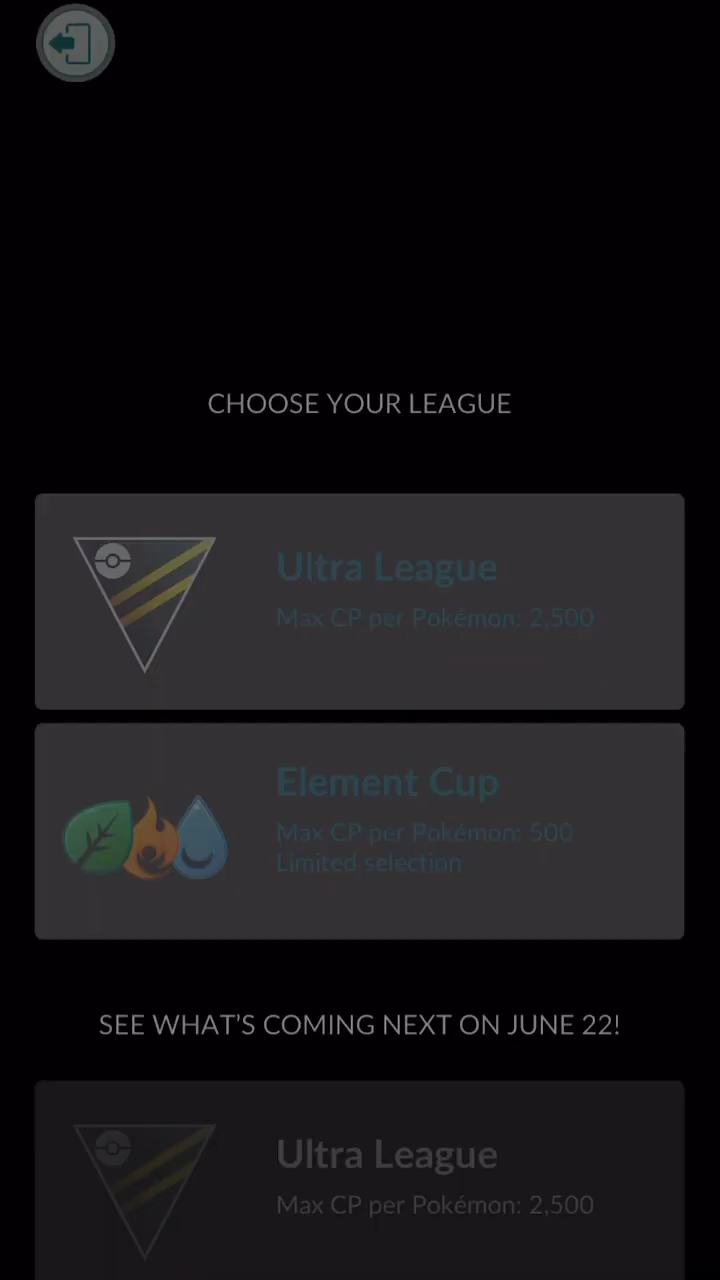 CHOOSE YOUR LEAGUE
Ultra League
Max CP per Pokémon: 2,500
Element Cup
Max CP per Pokémon: 500
Limited selection
SEE WHAT'S COMING NEXT ON JUNE 22!
Ultra League
Max CP per Pokémon: 2,500